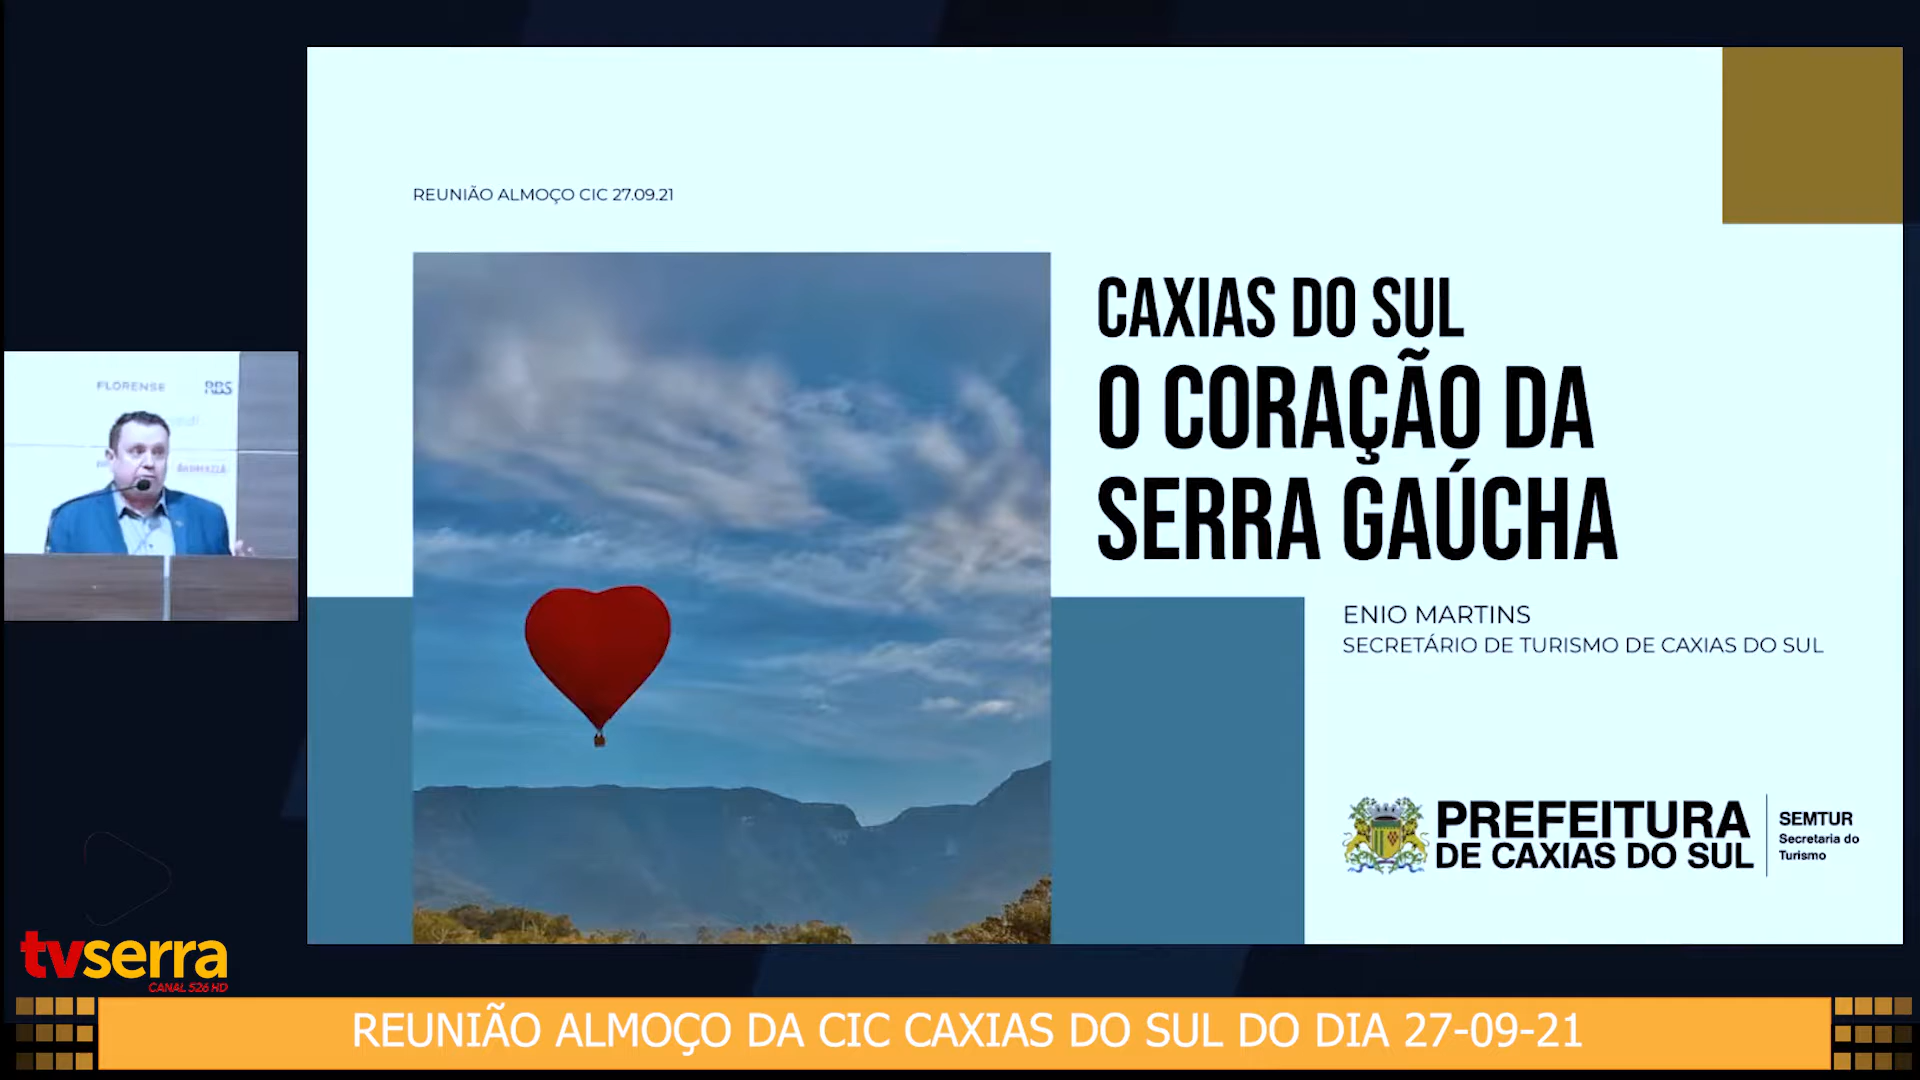 REUNIÃO ALMOÇO CIC 27.09.21
CAXIAS DO SUL
O CORAÇÃO DA
SERRA GAÚCHA
ENIO MARTINS
SECRETÁRIO DE TURISMO DE CAXIAS DO SUL
PREFEITURA
DE CAXIAS DO SUL
SEMTUR
Secretaria do
Turismo
FLORENSE
RBS
tvserra
CANAL 526 HD
REUNIÃO ALMOÇO DA CIC CAXIAS DO SUL DO DIA 27-09-21